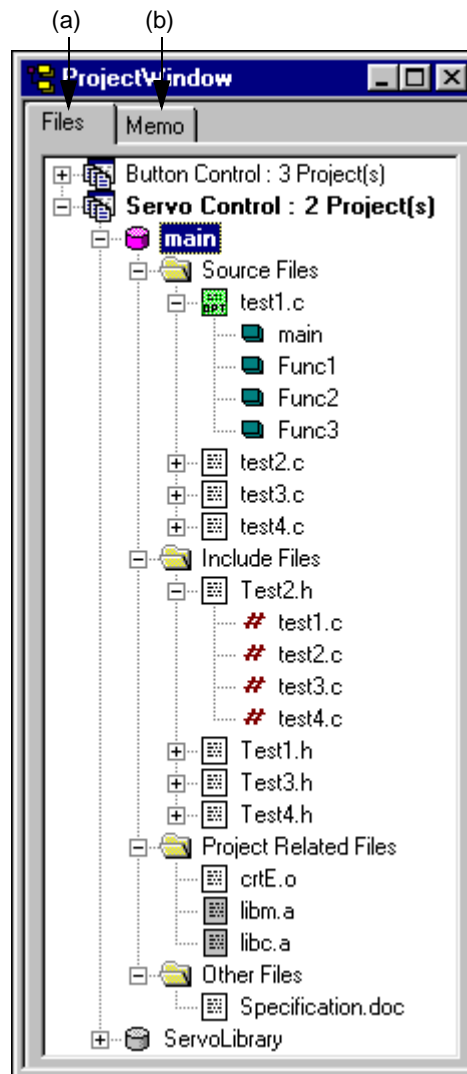 (a) (b)
ProjectWindow
Files Memo
Button Control : 3 Project(s)
Servo Control : 2 Project(s)
main
Source Files
OPT test1.c
main
Func1
Func2
Func3
test2.c
test3.c
test4.c
Include Files
Test2.h
# test1.c
# test2.c
# test3.c
# test4.c
Test1.h
Test3.h
Test4.h
Project Related Files
crtE.o
libm.a
libc.a
Other Files
Specification.doc
ServoLibrary